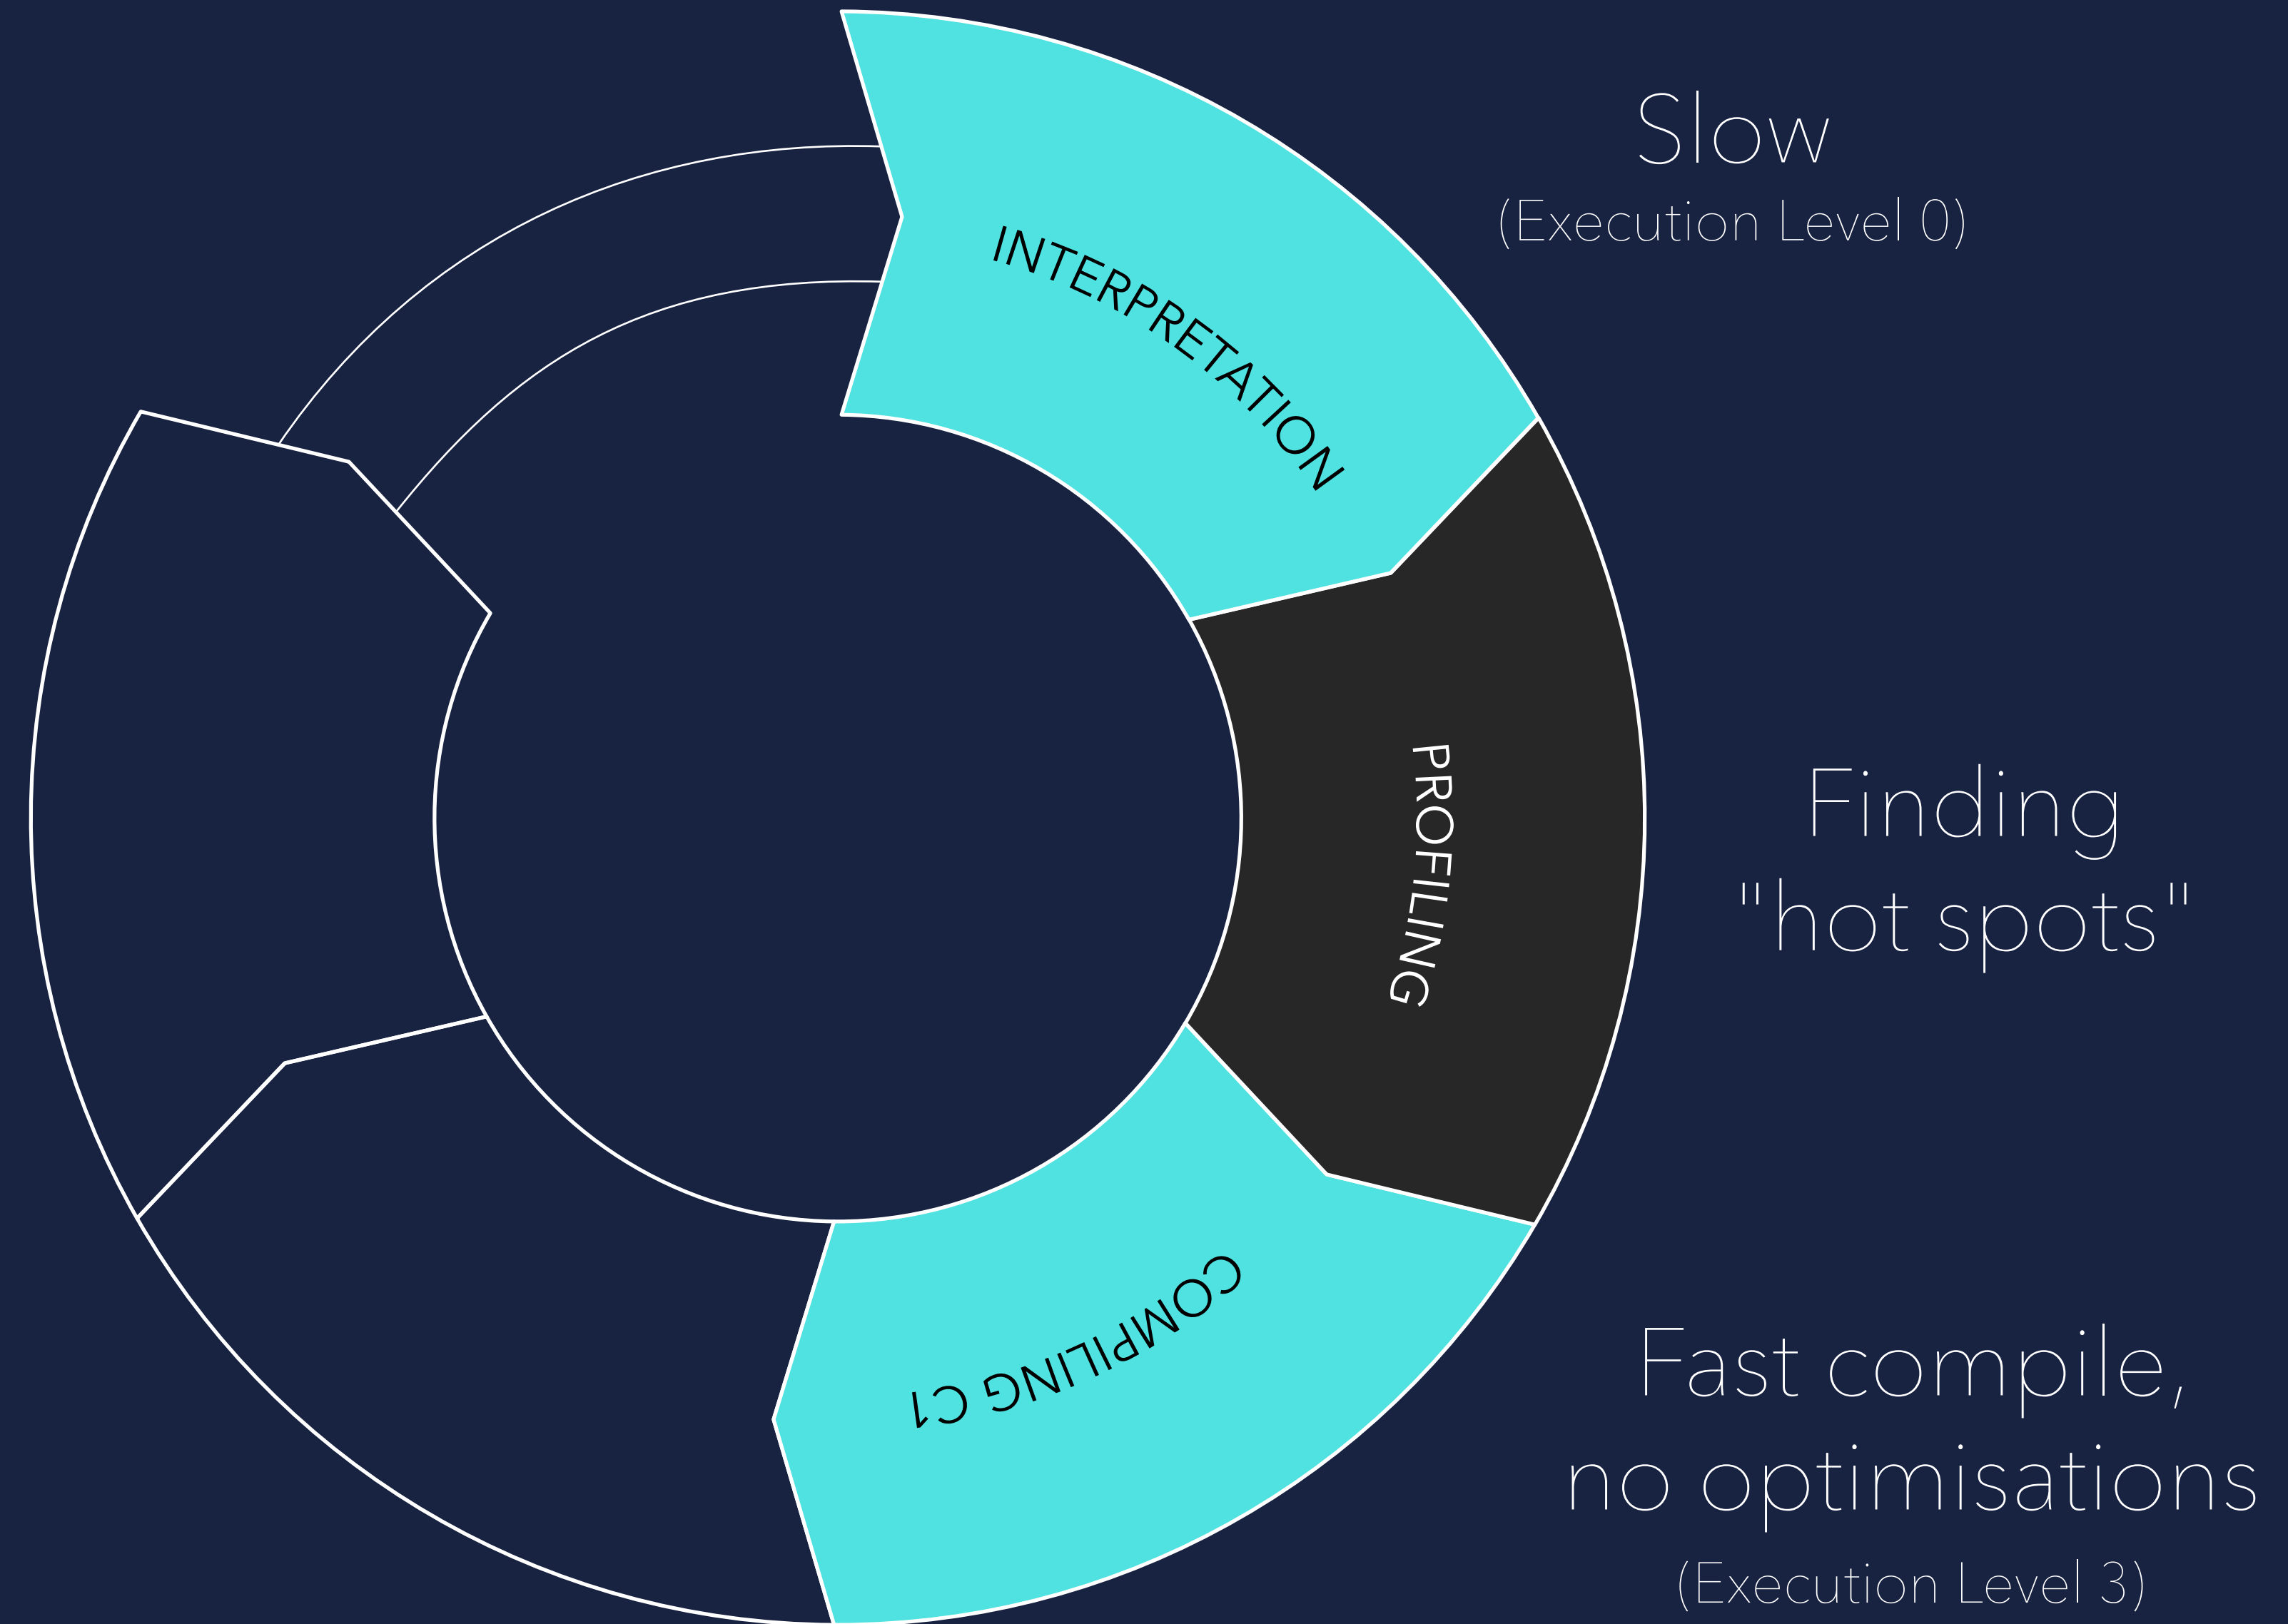 Slow
(Execution Level 0)
INTERPRETATION
PROFILING
Finding
"hot spots"
COMPILING C1
Fast compile,
no optimisations
(Execution Level 3)